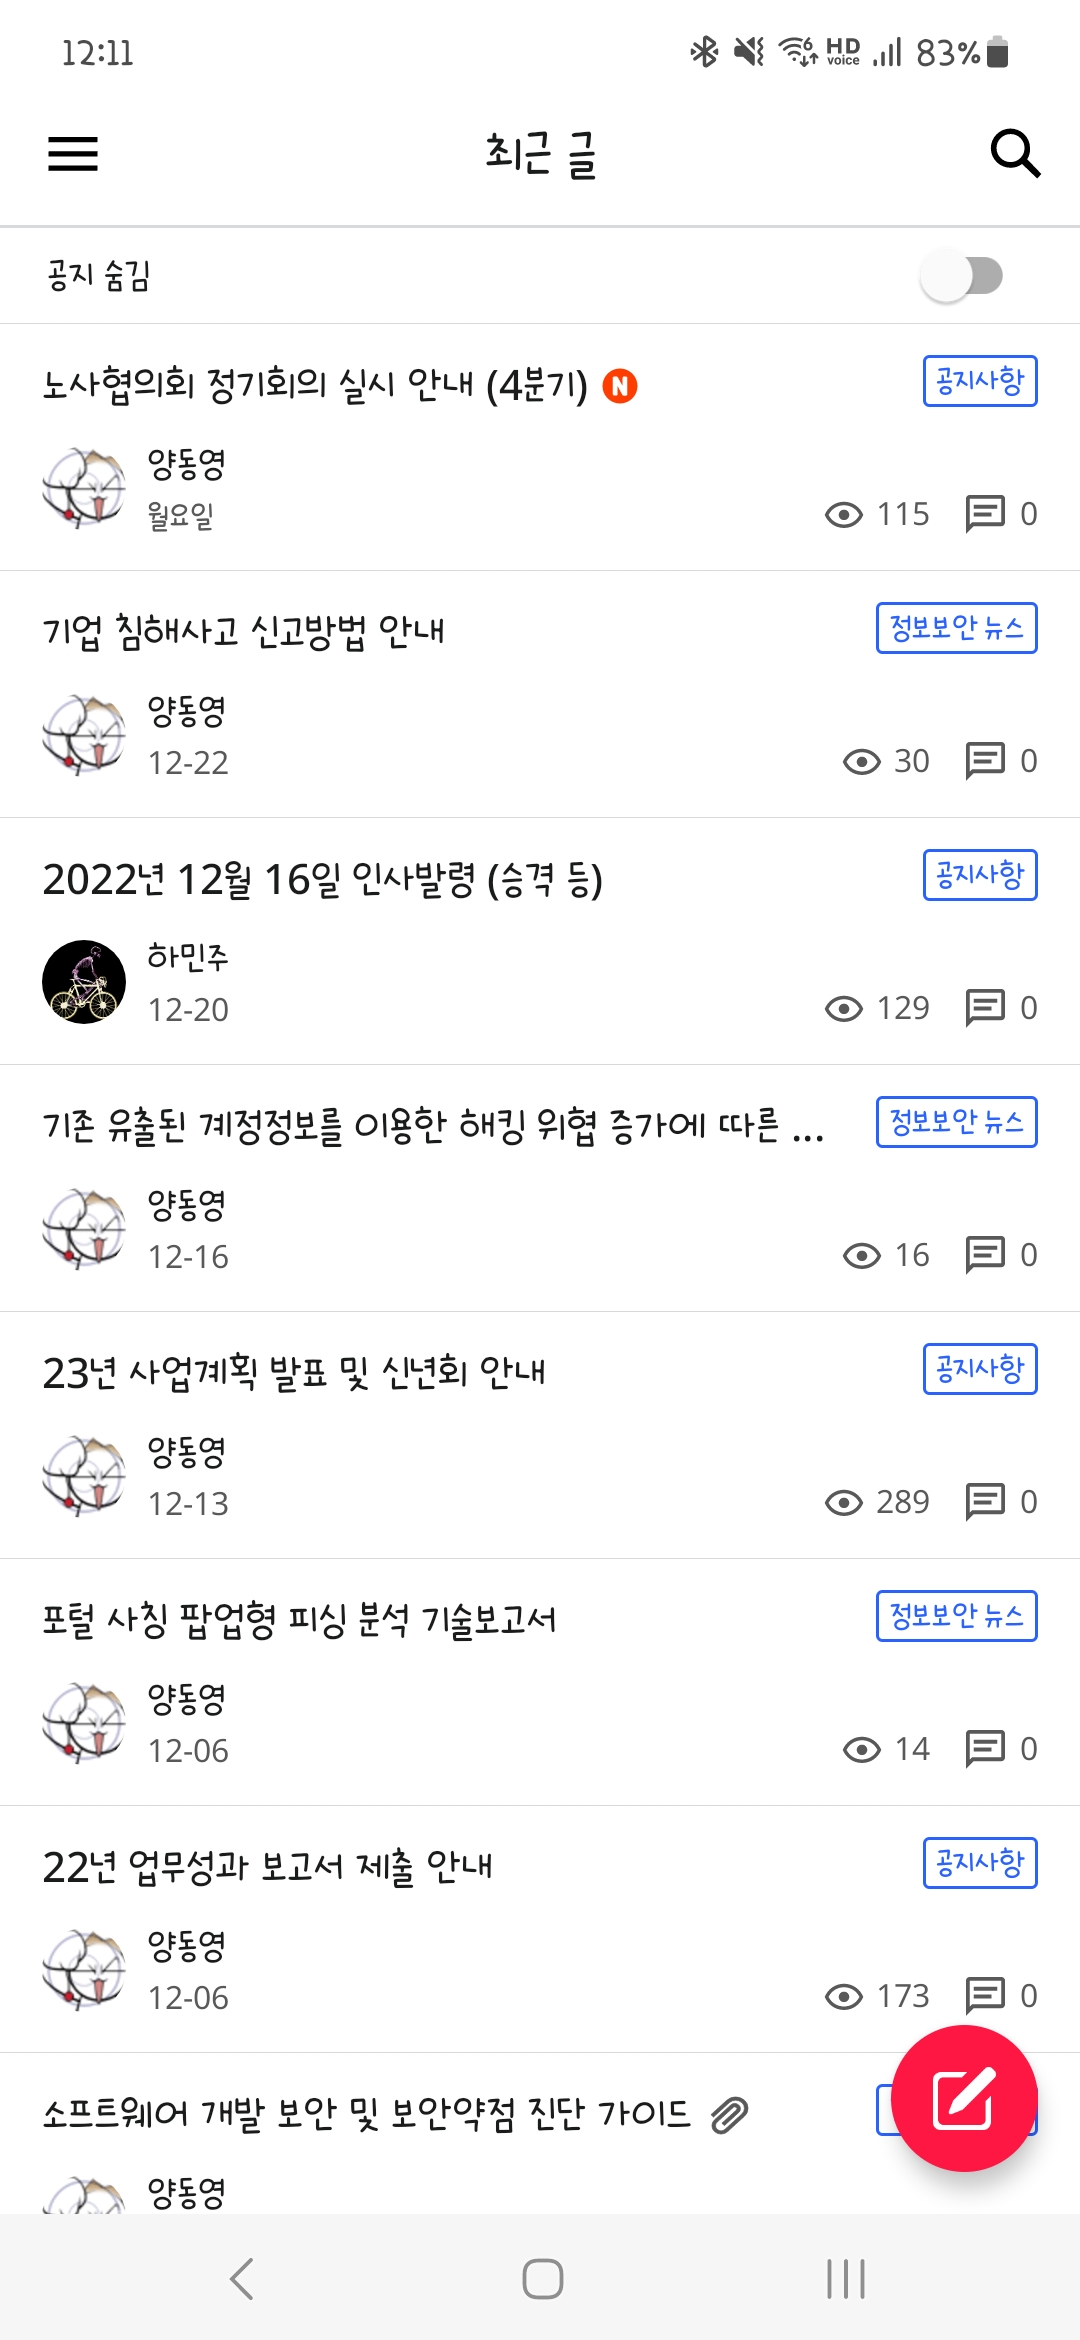 12:11
6 HD voice 83%
최근 글
공지 숨김
노사협의회 정기회의 실시 안내 (4분기) N
공지사항
양동영
월요일
115 0
기업 침해사고 신고방법 안내
정보보안 뉴스
양동영
12-22
30 0
2022년 12월 16일 인사발령 (승격 등)
공지사항
하민주
12-20
129 0
기존 유출된 계정정보를 이용한 해킹 위협 증가에 따른 ...
정보보안 뉴스
양동영
12-16
16 0
23년 사업계획 발표 및 신년회 안내
공지사항
양동영
12-13
289 0
포털 사칭 팝업형 피싱 분석 기술보고서
정보보안 뉴스
양동영
12-06
14 0
22년 업무성과 보고서 제출 안내
공지사항
양동영
12-06
173 0
소프트웨어 개발 보안 및 보안약점 진단 가이드
양동영